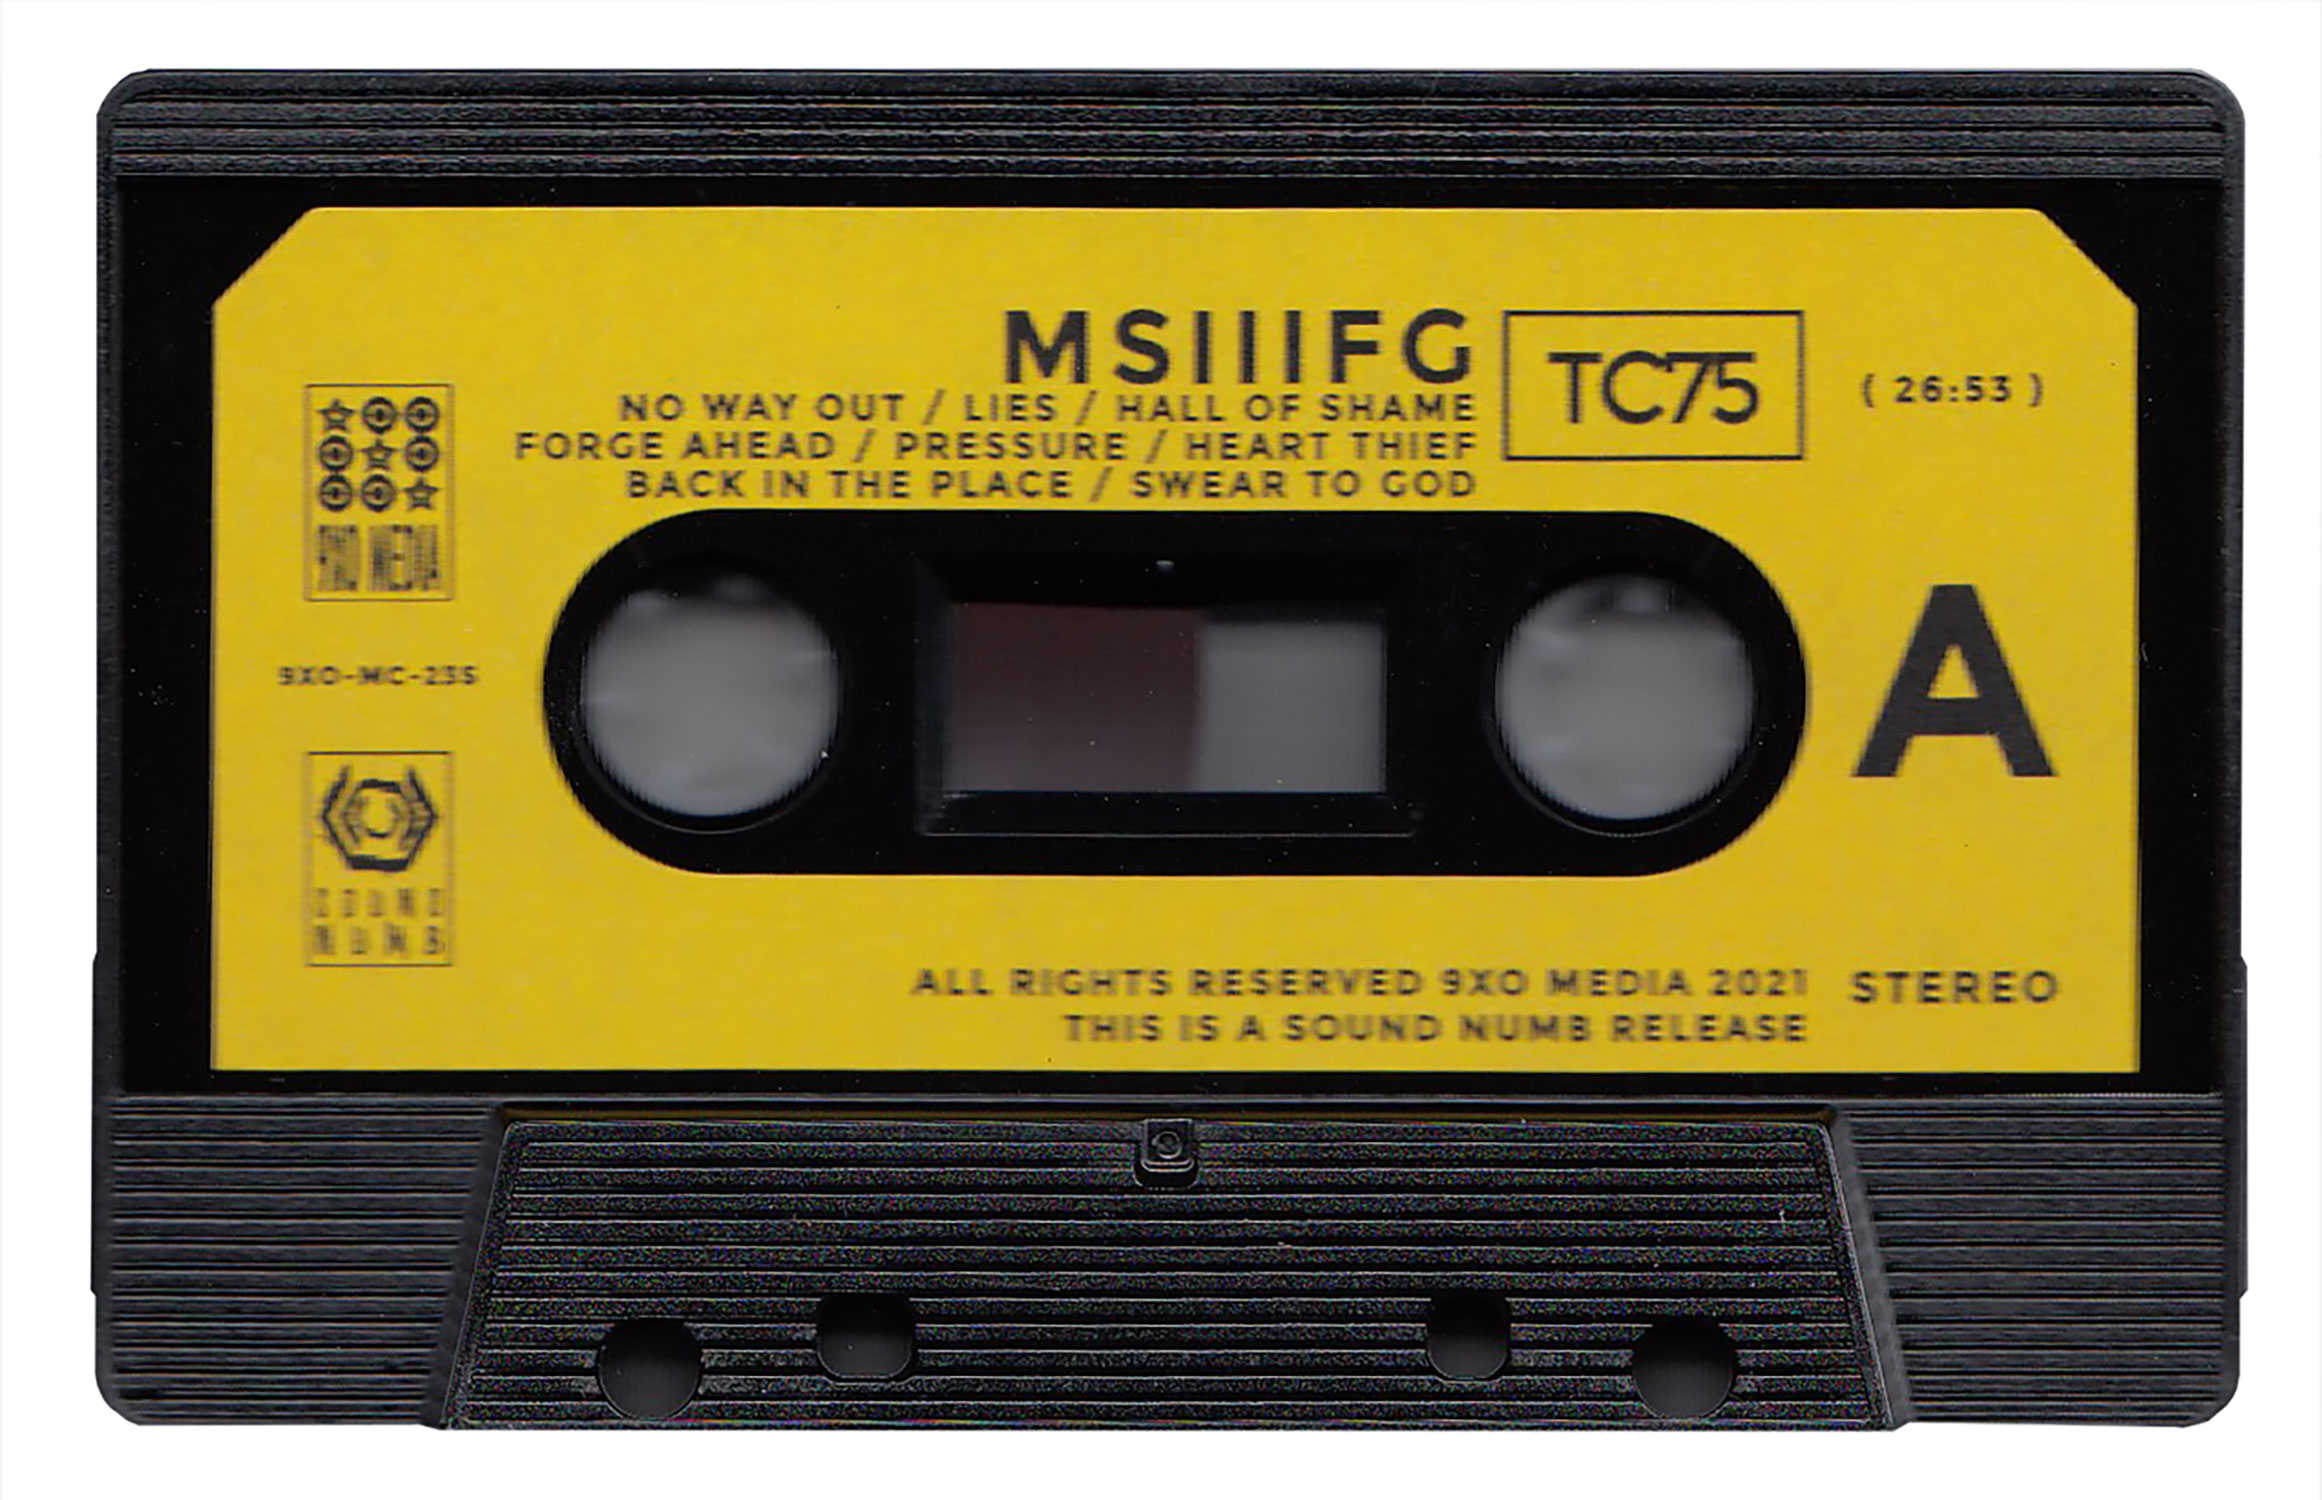 MSIIIFG
TC75
( 26:53 )
NO WAY OUT / LIES / HALL OF SHAME
FORGE AHEAD / PRESSURE / HEART THIEF
BACK IN THE PLACE / SWEAR TO GOD
9XO MEDIA
9XO-MC-235
A
SOUND
NUMB
ALL RIGHTS RESERVED 9XO MEDIA 2021
THIS IS A SOUND NUMB RELEASE
STEREO